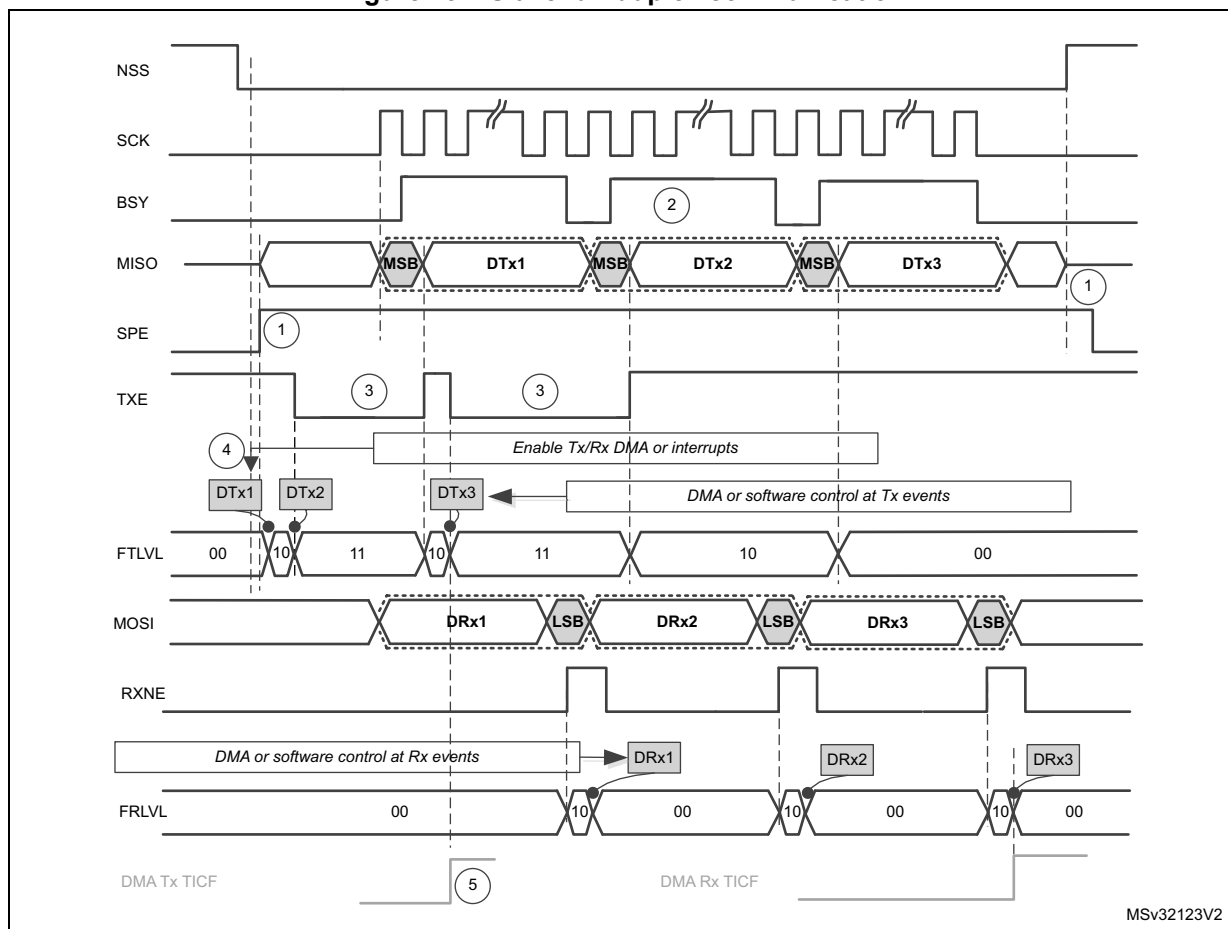 NSS
SCK
BSY
2
MISO
MSB
DTx1
MSB
DTx2
MSB
DTx3
1
SPE
1
TXE
3
3
4
Enable Tx/Rx DMA or interrupts
DTx1
DTx2
DTx3
DMA or software control at Tx events
FTLVL
00
10
11
10
11
10
00
MOSI
DRx1
LSB
DRx2
LSB
DRx3
LSB
RXNE
DMA or software control at Rx events
DRx1
DRx2
DRx3
FRLVL
00
10
00
10
00
10
00
DMA Tx TICF
5
DMA Rx TICF
MSv32123V2